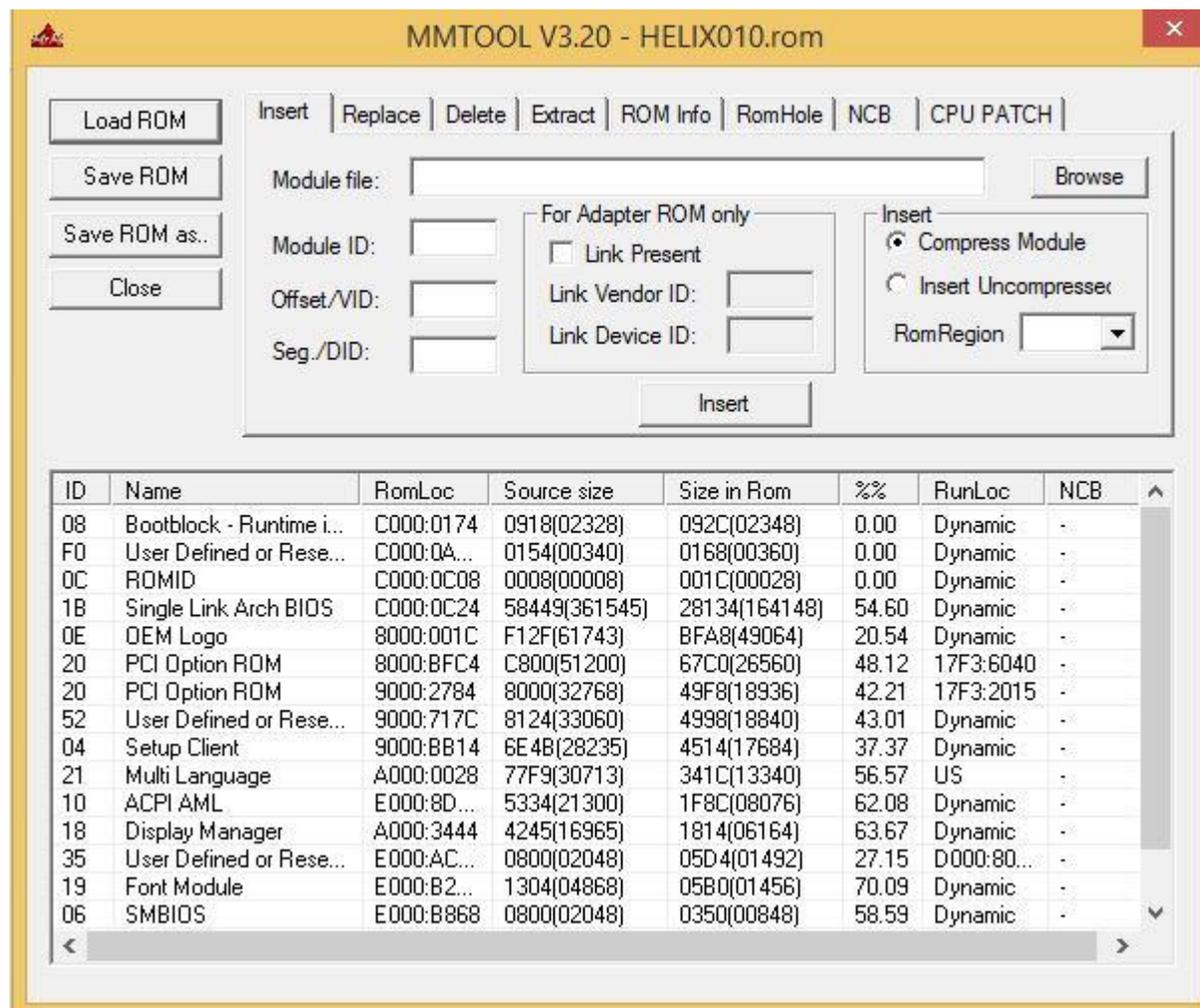 MMTOOL V3.20 - HELIX010.rom
Load ROM
Save ROM
Save ROM as..
Close
Insert Replace Delete Extract ROM Info RomHole NCB CPU PATCH
Module file: Browse
Module ID:
Offset/VID:
Seg./DID:
For Adapter ROM only
Link Present
Link Vendor ID:
Link Device ID:
Insert
Compress Module
Insert Uncompressed
RomRegion
Insert
ID Name RomLoc Source size Size in Rom %% RunLoc NCB
08 Bootblock - Runtime i... C000:0174 0918(02328) 092C(02348) 0.00 Dynamic -
F0 User Defined or Rese... C000:0A... 0154(00340) 0168(00360) 0.00 Dynamic -
0C ROMID C000:0C08 0008(00008) 001C(00028) 0.00 Dynamic -
1B Single Link Arch BIOS C000:0C24 58449(361545) 28134(164148) 54.60 Dynamic -
0E OEM Logo 8000:001C F12F(61743) BFA8(49064) 20.54 Dynamic -
20 PCI Option ROM 8000:BFC4 C800(51200) 67C0(26560) 48.12 17F3:6040 -
20 PCI Option ROM 9000:2784 8000(32768) 49F8(18936) 42.21 17F3:2015 -
52 User Defined or Rese... 9000:717C 8124(33060) 4998(18840) 43.01 Dynamic -
04 Setup Client 9000:BB14 6E4B(28235) 4514(17684) 37.37 Dynamic -
21 Multi Language A000:0028 77F9(30713) 341C(13340) 56.57 US -
10 ACPI AML E000:8D... 5334(21300) 1F8C(08076) 62.08 Dynamic -
18 Display Manager A000:3444 4245(16965) 1814(06164) 63.67 Dynamic -
35 User Defined or Rese... E000:AC... 0800(02048) 05D4(01492) 27.15 D000:80... -
19 Font Module E000:B2... 1304(04868) 05B0(01456) 70.09 Dynamic -
06 SMBIOS E000:B868 0800(02048) 0350(00848) 58.59 Dynamic -